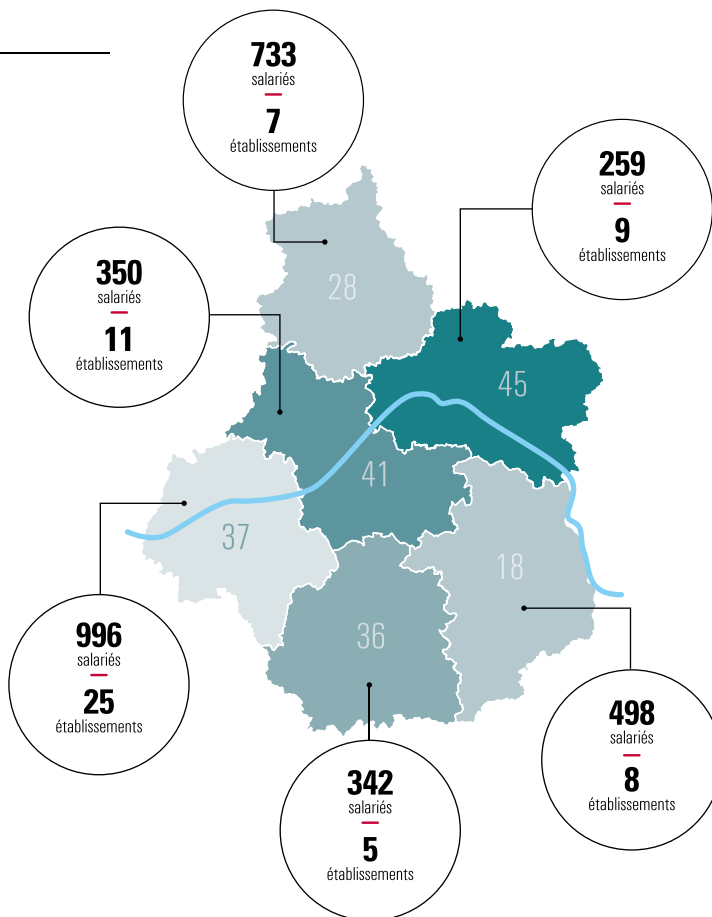 733
salariés
7
établissements
259
salariés
9
établissements
350
salariés
11
établissements
28
45
41
37
18
36
996
salariés
25
établissements
498
salariés
8
établissements
342
salariés
5
établissements